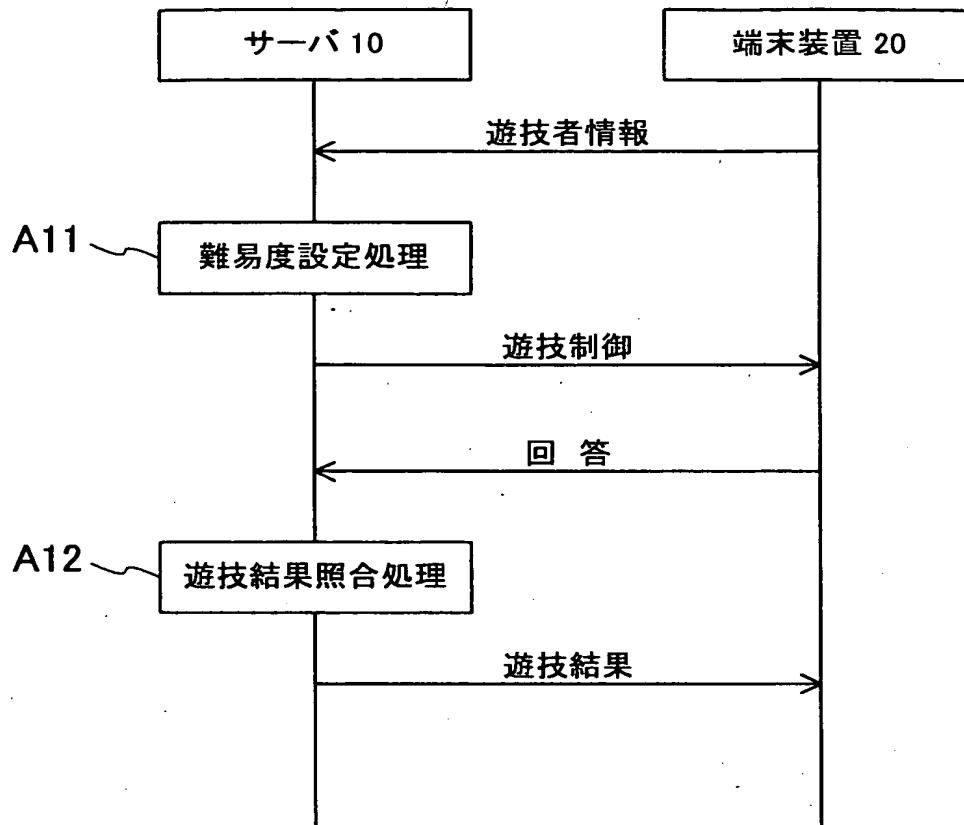 サーバ 10
端末装置 20
遊技者情報
A11
難易度設定処理
遊技制御
回 答
A12
遊技結果照合処理
遊技結果